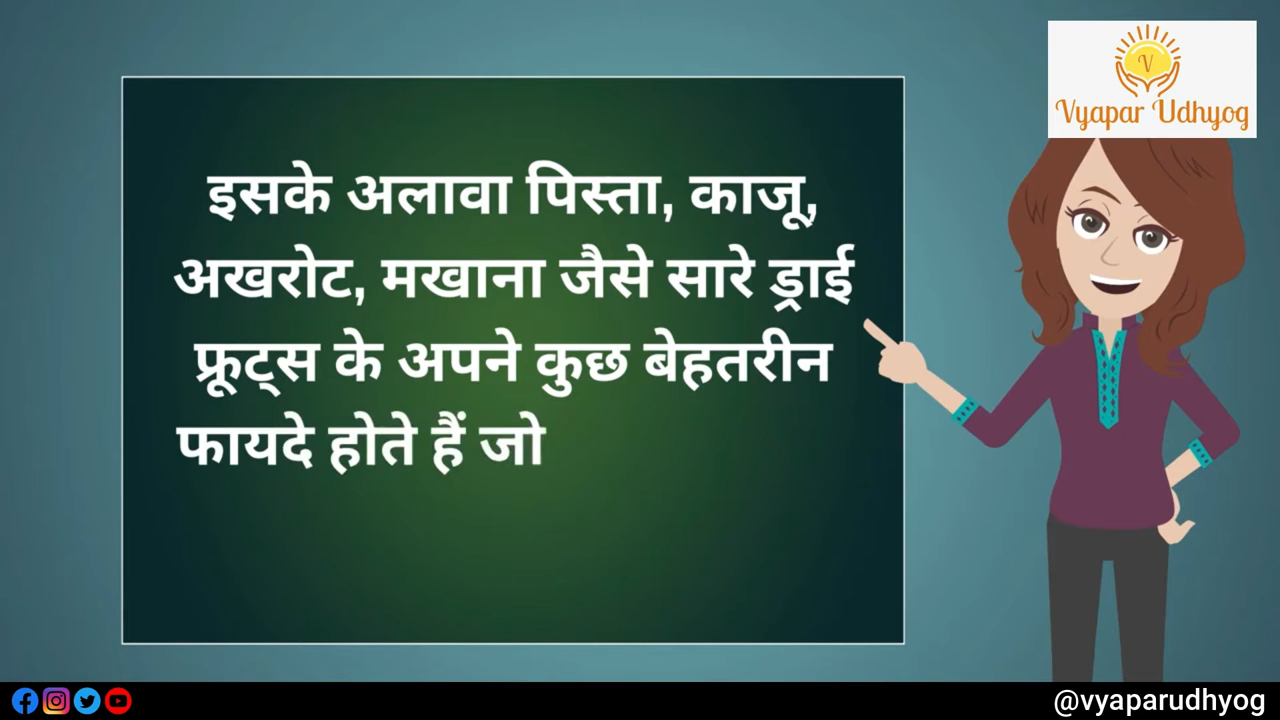 V
Vyapar Udhyog
इसके अलावा पिस्ता, काजू,
अखरोट, मखाना जैसे सारे ड्राई
फ्रूट्स के अपने कुछ बेहतरीन
फायदे होते हैं जो
@vyaparudhyog